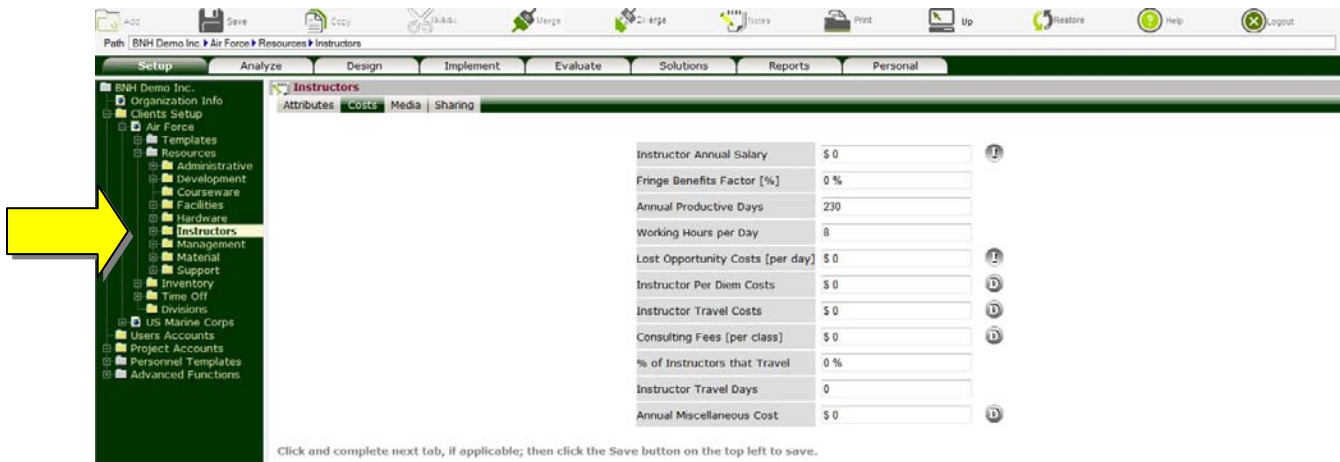 Add Save Copy Merge Notes Print Up Restore Help Logout
Path BNH Demo Inc. Air Force Resources Instructors
Setup Analyze Design Implement Evaluate Solutions Reports Personal
BNH Demo Inc.
Organization Info
Clients Setup
Air Force
Templates
Resources
Administrative
Development
Courseware
Facilities
Hardware
Instructors
Management
Material
Support
Inventory
Time Off
Divisions
US Marine Corps
Users Accounts
Project Accounts
Personnel Templates
Advanced Functions
Instructors
Attributes Costs Media Sharing
Instructor Annual Salary $ 0 I
Fringe Benefits Factor [%] 0 %
Annual Productive Days 230
Working Hours per Day 8
Lost Opportunity Costs [per day] $ 0 I
Instructor Per Diem Costs $ 0 D
Instructor Travel Costs $ 0 D
Consulting Fees [per class] $ 0 D
% of Instructors that Travel 0 %
Instructor Travel Days 0
Annual Miscellaneous Cost $ 0 D
Click and complete next tab, if applicable; then click the Save button on the top left to save.